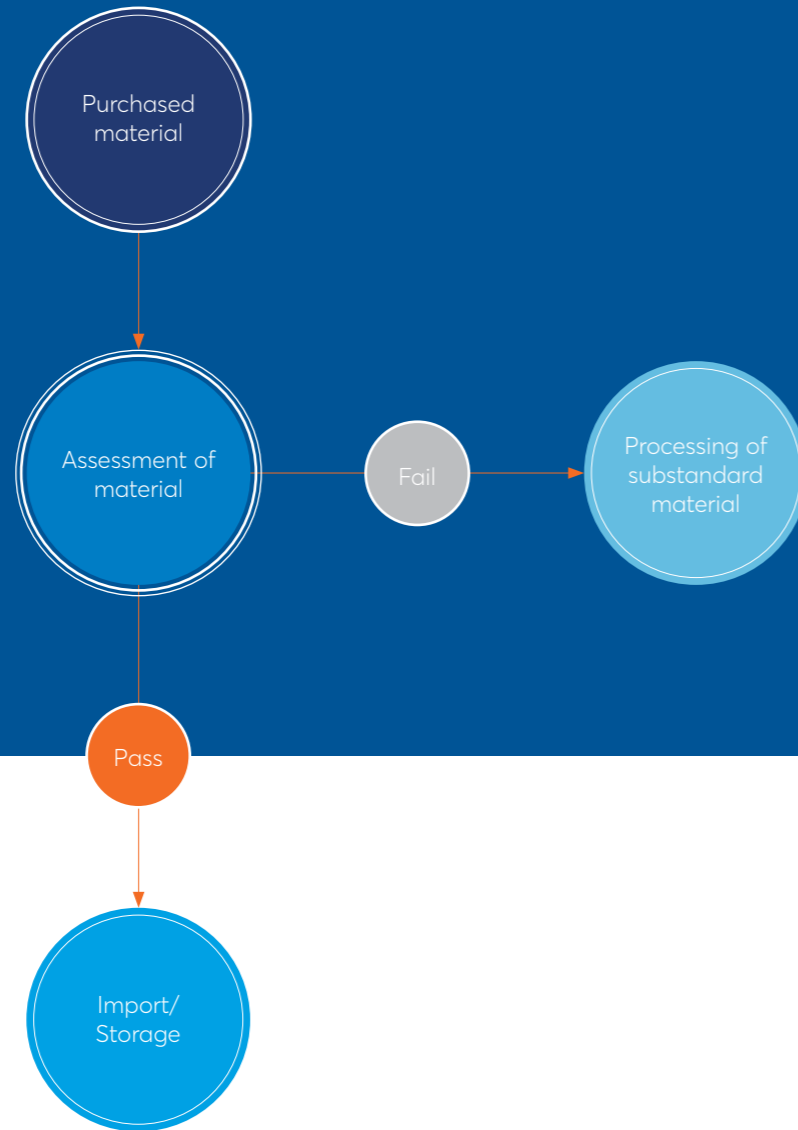 Purchased
material
Assessment of
material
Fail
Processing of
substandard
material
Pass
Import/
Storage